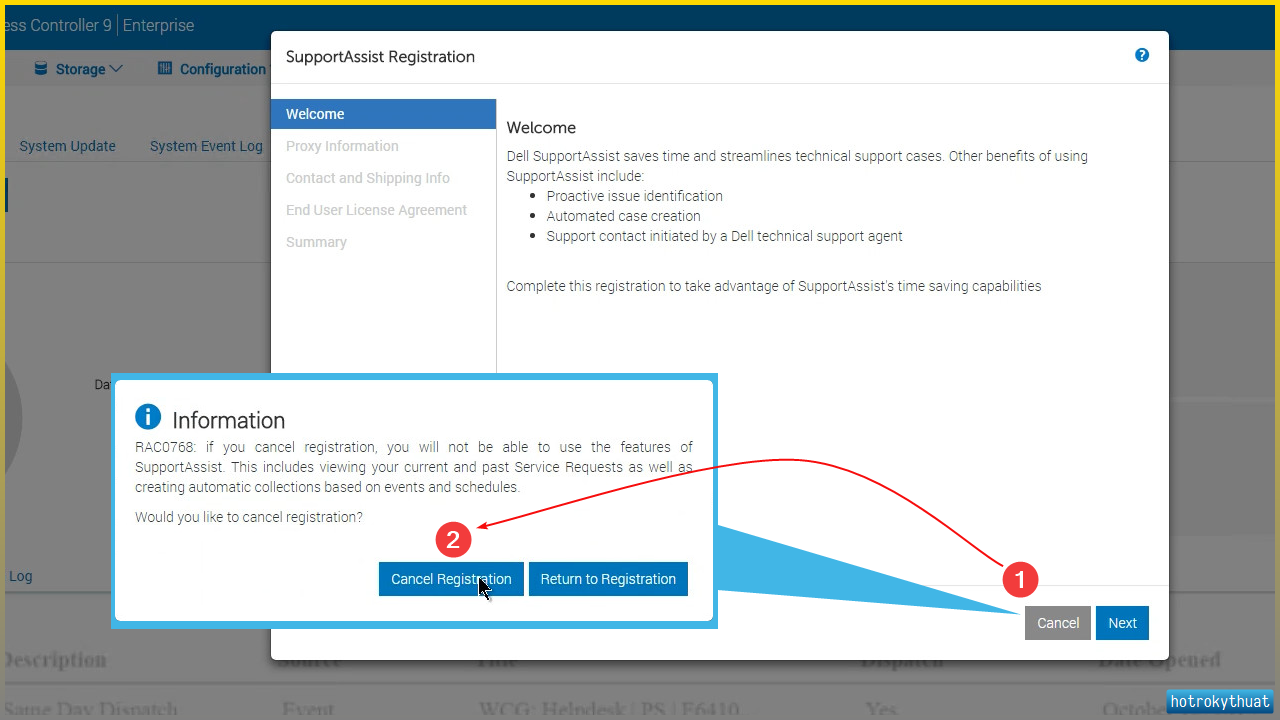 ess Controller 9 | Enterprise
Storage
Configuration
System Update
System Event Log
SupportAssist Registration
?
Welcome
Proxy Information
Contact and Shipping Info
End User License Agreement
Summary
Welcome
Dell SupportAssist saves time and streamlines technical support cases. Other benefits of using
SupportAssist include:
Proactive issue identification
Automated case creation
Support contact initiated by a Dell technical support agent
Complete this registration to take advantage of SupportAssist's time saving capabilities
Information
RAC0768: if you cancel registration, you will not be able to use the features of
SupportAssist. This includes viewing your current and past Service Requests as well as
creating automatic collections based on events and schedules.
Would you like to cancel registration?
2
Cancel Registration
Return to Registration
1
Cancel
Next
Log
Description
Source
Title
Dispatch
Date Opened
Same Day Dispatch
Event
WCG: Helpdesk | PS | E6410
Yes
October
hotrokythuat